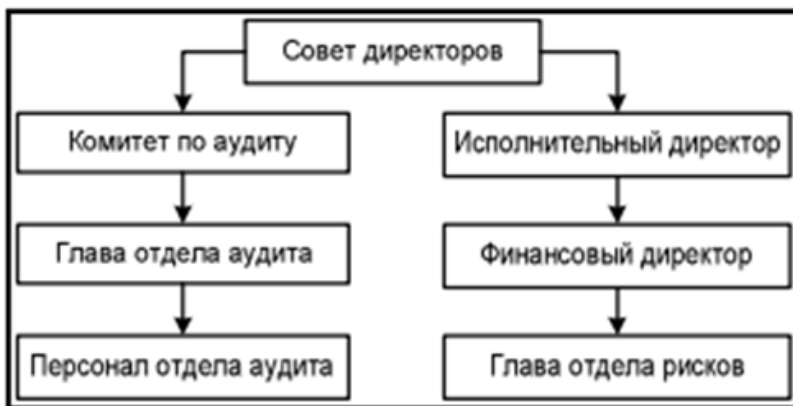 Совет директоров
Комитет по аудиту
Исполнительный директор
Глава отдела аудита
Финансовый директор
Персонал отдела аудита
Глава отдела рисков